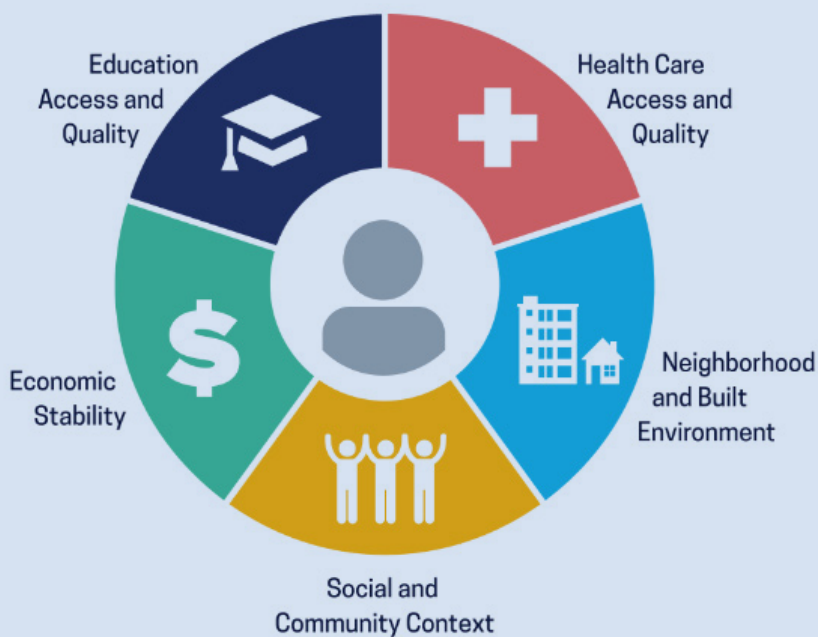 Education
Access and
Quality
Health Care
Access and
Quality
Economic
Stability
$
Neighborhood
and Built
Environment
Social and
Community Context